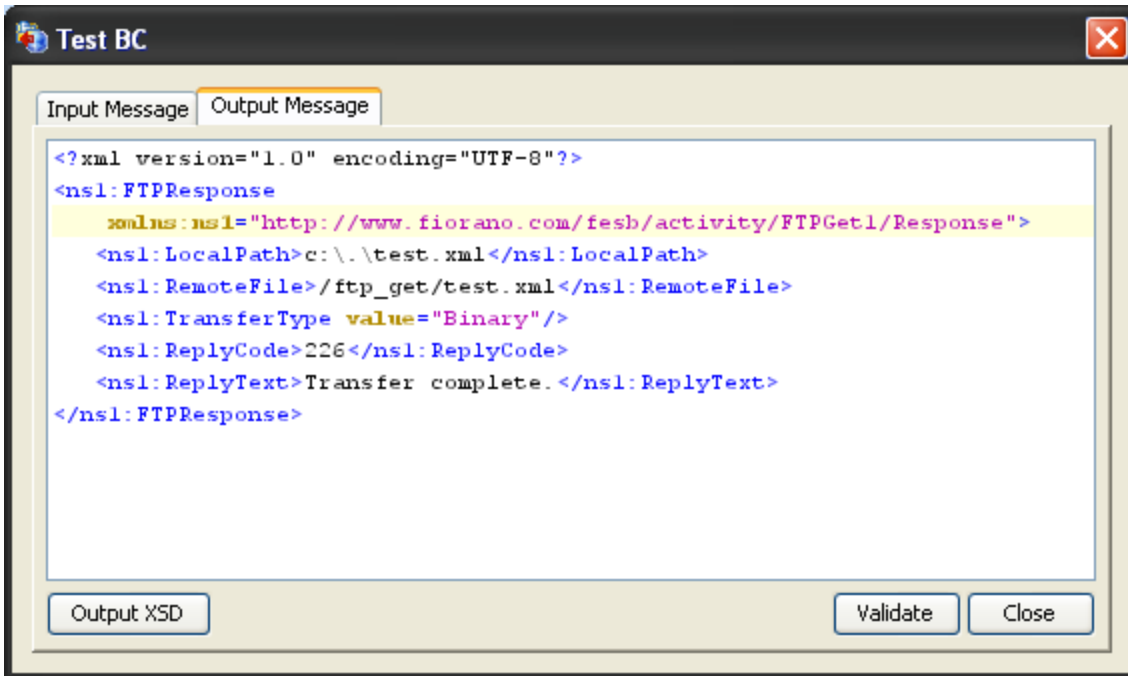 Test BC
Input Message
Output Message
<?xml version="1.0" encoding="UTF-8"?>
<ns1:FTPResponse
xmlns:ns1="http://www.fiorano.com/fesb/activity/FTPGet1/Response">
<ns1:LocalPath>c:\.\test.xml</ns1:LocalPath>
<ns1:RemoteFile>/ftp_get/test.xml</ns1:RemoteFile>
<ns1:TransferType value="Binary"/>
<ns1:ReplyCode>226</ns1:ReplyCode>
<ns1:ReplyText>Transfer complete.</ns1:ReplyText>
</ns1:FTPResponse>
Output XSD
Validate
Close